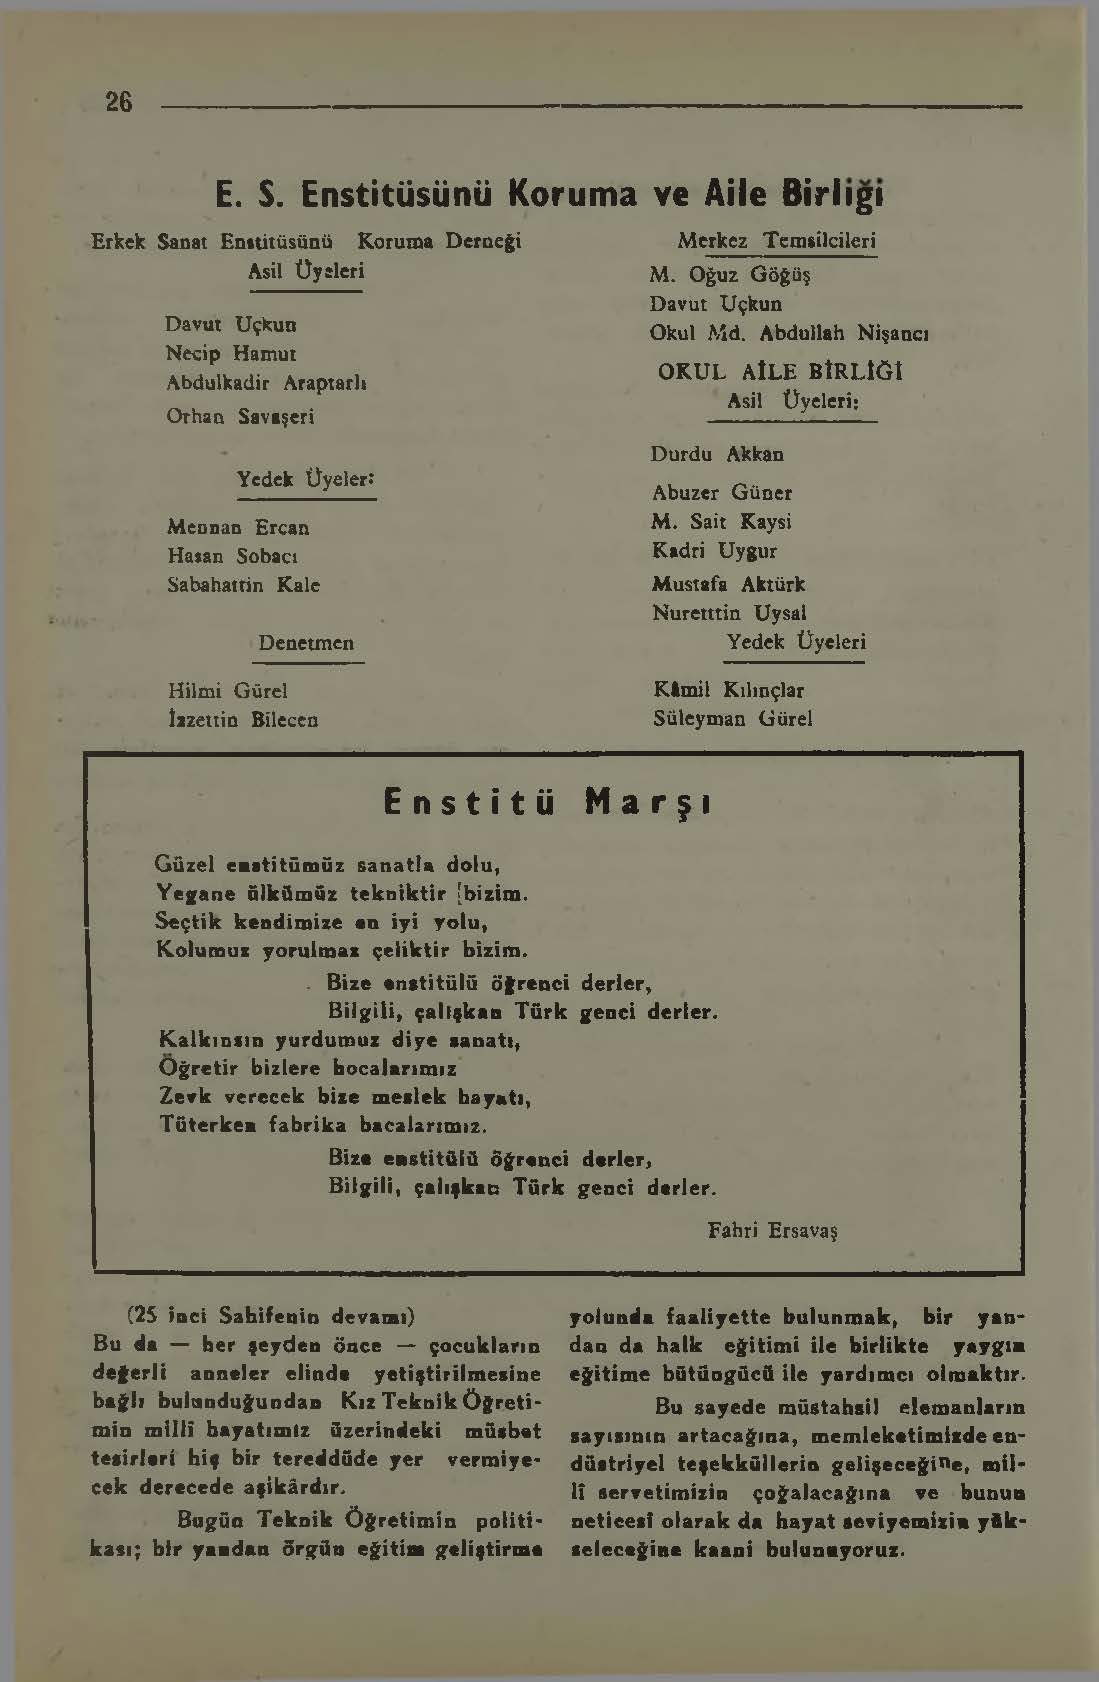 26
E. S. Enstitüsünü Koruma ve Aile Birliği
Erkek Sanat Enstitüsünü Koruma Derneği
Asil Üyeleri
Davut Uçkun
Necip Hamut
Abdulkadir Araptarlı
Orhan Savaşeri
Yedek Üyeler:
Mennan Ercan
Hasan Sobacı
Sabahattin Kale
Denetmen
Hilmi Gürel
İzzettin Bilecen
Merkez Temsilcileri
M. Oğuz Göğüş
Davut Uçkun
Okul Md. Abdullah Nişancı
OKUL AİLE BİRLİĞİ
Asil Üyeleri:
Durdu Akkan
Abuzer Güner
M. Sait Kaysi
Kadri Uygur
Mustafa Aktürk
Nuretttin Uysal
Yedek Üyeleri
Kâmil Kılınçlar
Süleyman Gürel
Enstitü Marşı
Güzel enstitümüz sanatla dolu,
Yegane ülkümüz tekniktir [bizim.
Seçtik kendimize en iyi yolu,
Kolumuz yorulmaz çeliktir bizim.
Bize enstitülü öğrenci derler,
Bilgili, çalışkan Türk genci derler.
Kalkınsın yurdumuz diye sanatı,
Öğretir bizlere hocalarımız
Zevk verecek bize meslek hayatı,
Tüterken fabrika bacalarımız.
Bize enstitülü öğrenci derler,
Bilgili, çalışkan Türk genci derler.
Fahri Ersavaş
(25 inci Sahifenin devamı)
Bu da — her şeyden önce — çocukların
değerli anneler elinde yetiştirilmesine
bağlı bulunduğundan Kız Teknik Öğreti-
min millî hayatımız üzerindeki müsbet
tesirleri hiç bir tereddüde yer vermiye-
cek derecede aşikârdır.
Bugün Teknik Öğretimin politi-
kası; bir yandan örgün eğitim geliştirme
yolunda faaliyette bulunmak, bir yan-
dan da halk eğitimi ile birlikte yaygın
eğitime bütüngücü ile yardımcı olmaktır.
Bu sayede müstahsil elemanların
sayısının artacağına, memleketimizde en-
düstriyel teşekküllerin gelişeceğine, mil-
lî servetimizin çoğalacağına ve bunun
neticesi olarak da hayat seviyemizin yük-
seleceğine kaani bulunuyoruz.